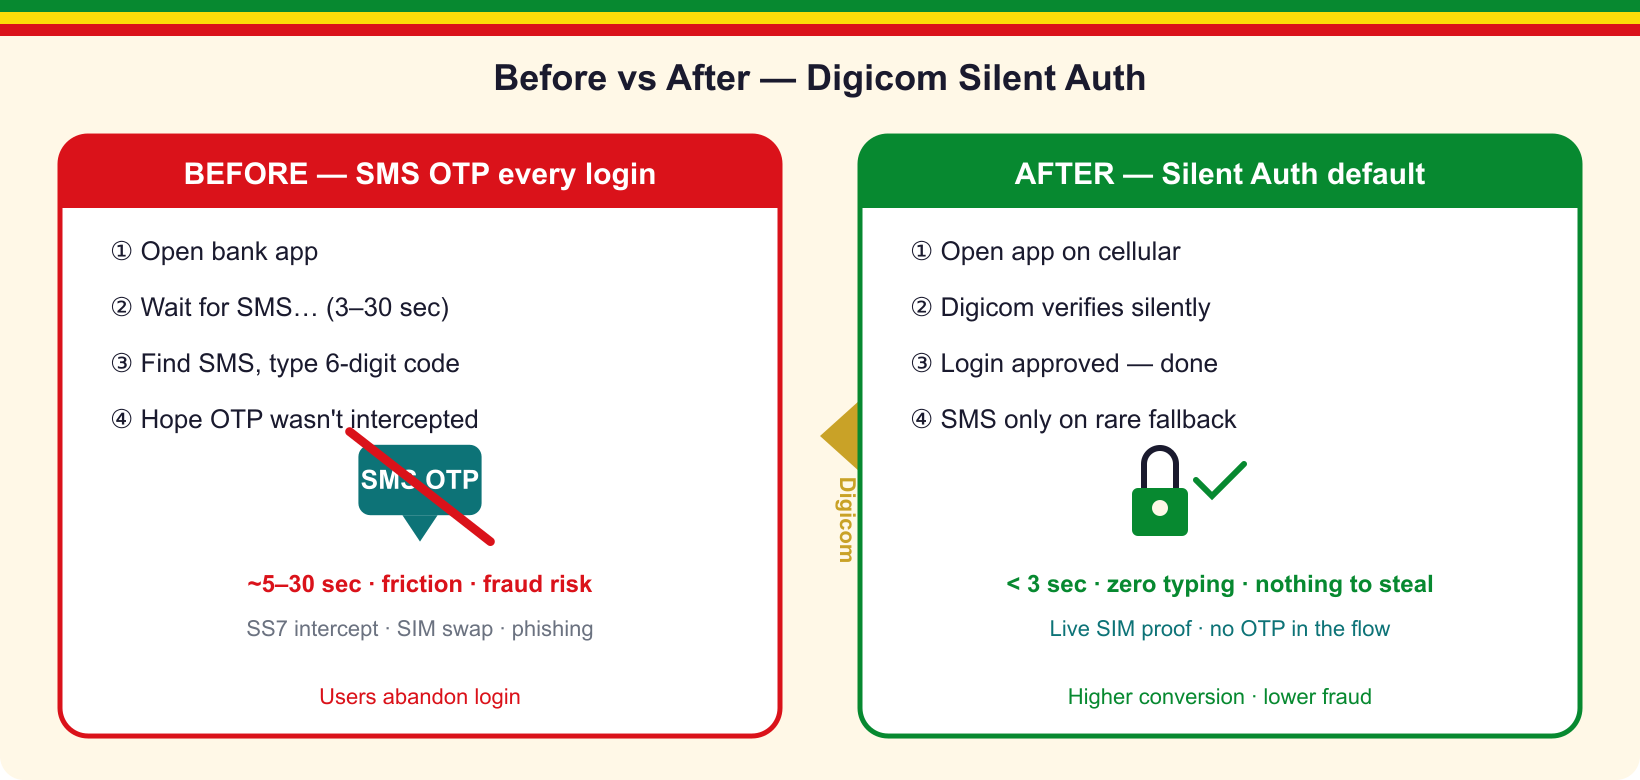 Before vs After — Digicom Silent Auth
BEFORE — SMS OTP every login
① Open bank app
② Wait for SMS… (3–30 sec)
③ Find SMS, type 6-digit code
④ Hope OTP wasn't intercepted
SMS OTP
~5–30 sec · friction · fraud risk
SS7 intercept · SIM swap · phishing
Users abandon login
Digicom
AFTER — Silent Auth default
① Open app on cellular
② Digicom verifies silently
③ Login approved — done
④ SMS only on rare fallback
< 3 sec · zero typing · nothing to steal
Live SIM proof · no OTP in the flow
Higher conversion · lower fraud